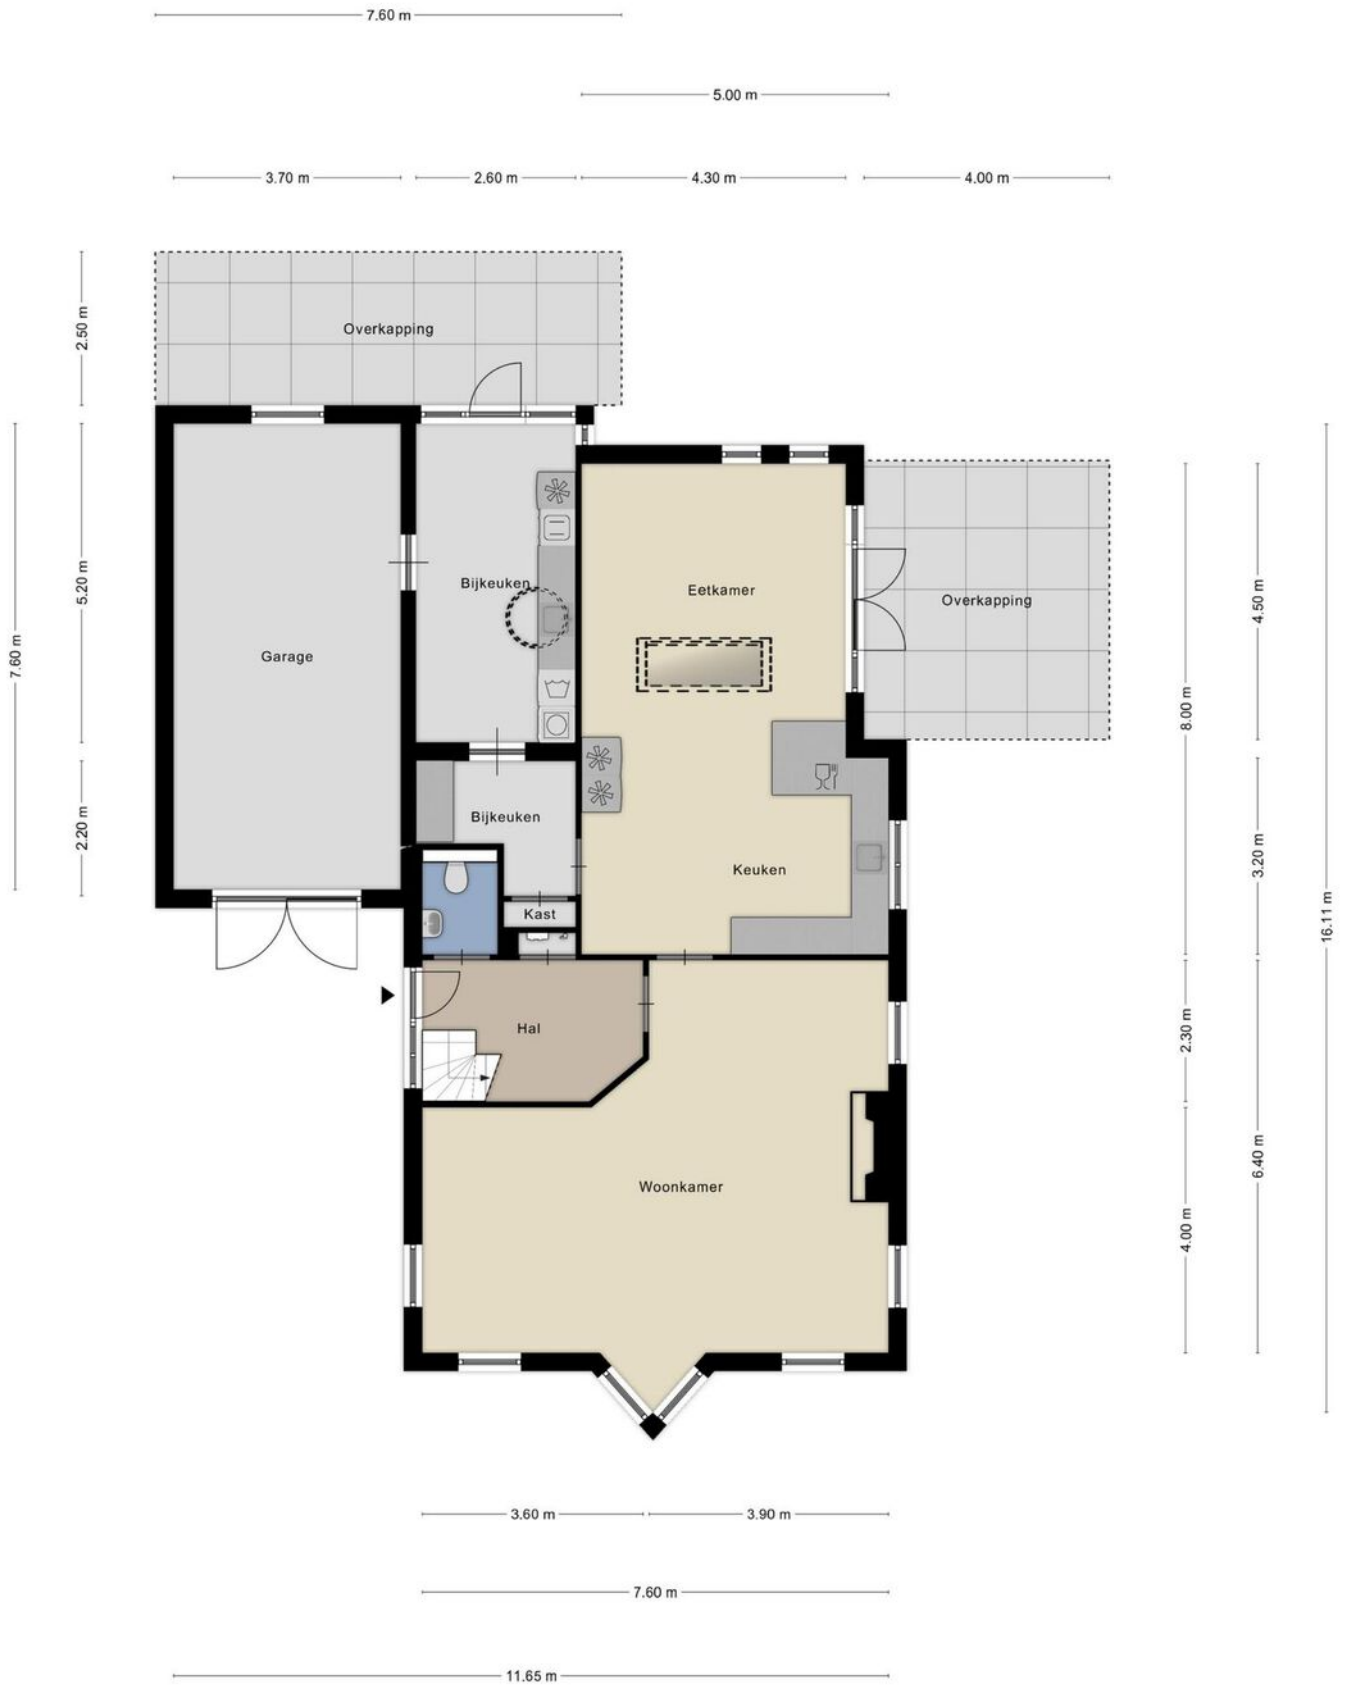 7.60 m
5.00 m
3.70 m
2.60 m
4.30 m
4.00 m
2.50 m
Overkapping
5.20 m
Bijkeuken
Eetkamer
Overkapping
4.50 m
7.60 m
Garage
8.00 m
2.20 m
Bijkeuken
Keuken
3.20 m
Kast
16.11 m
Hal
2.30 m
6.40 m
Woonkamer
4.00 m
3.60 m
3.90 m
7.60 m
11.65 m